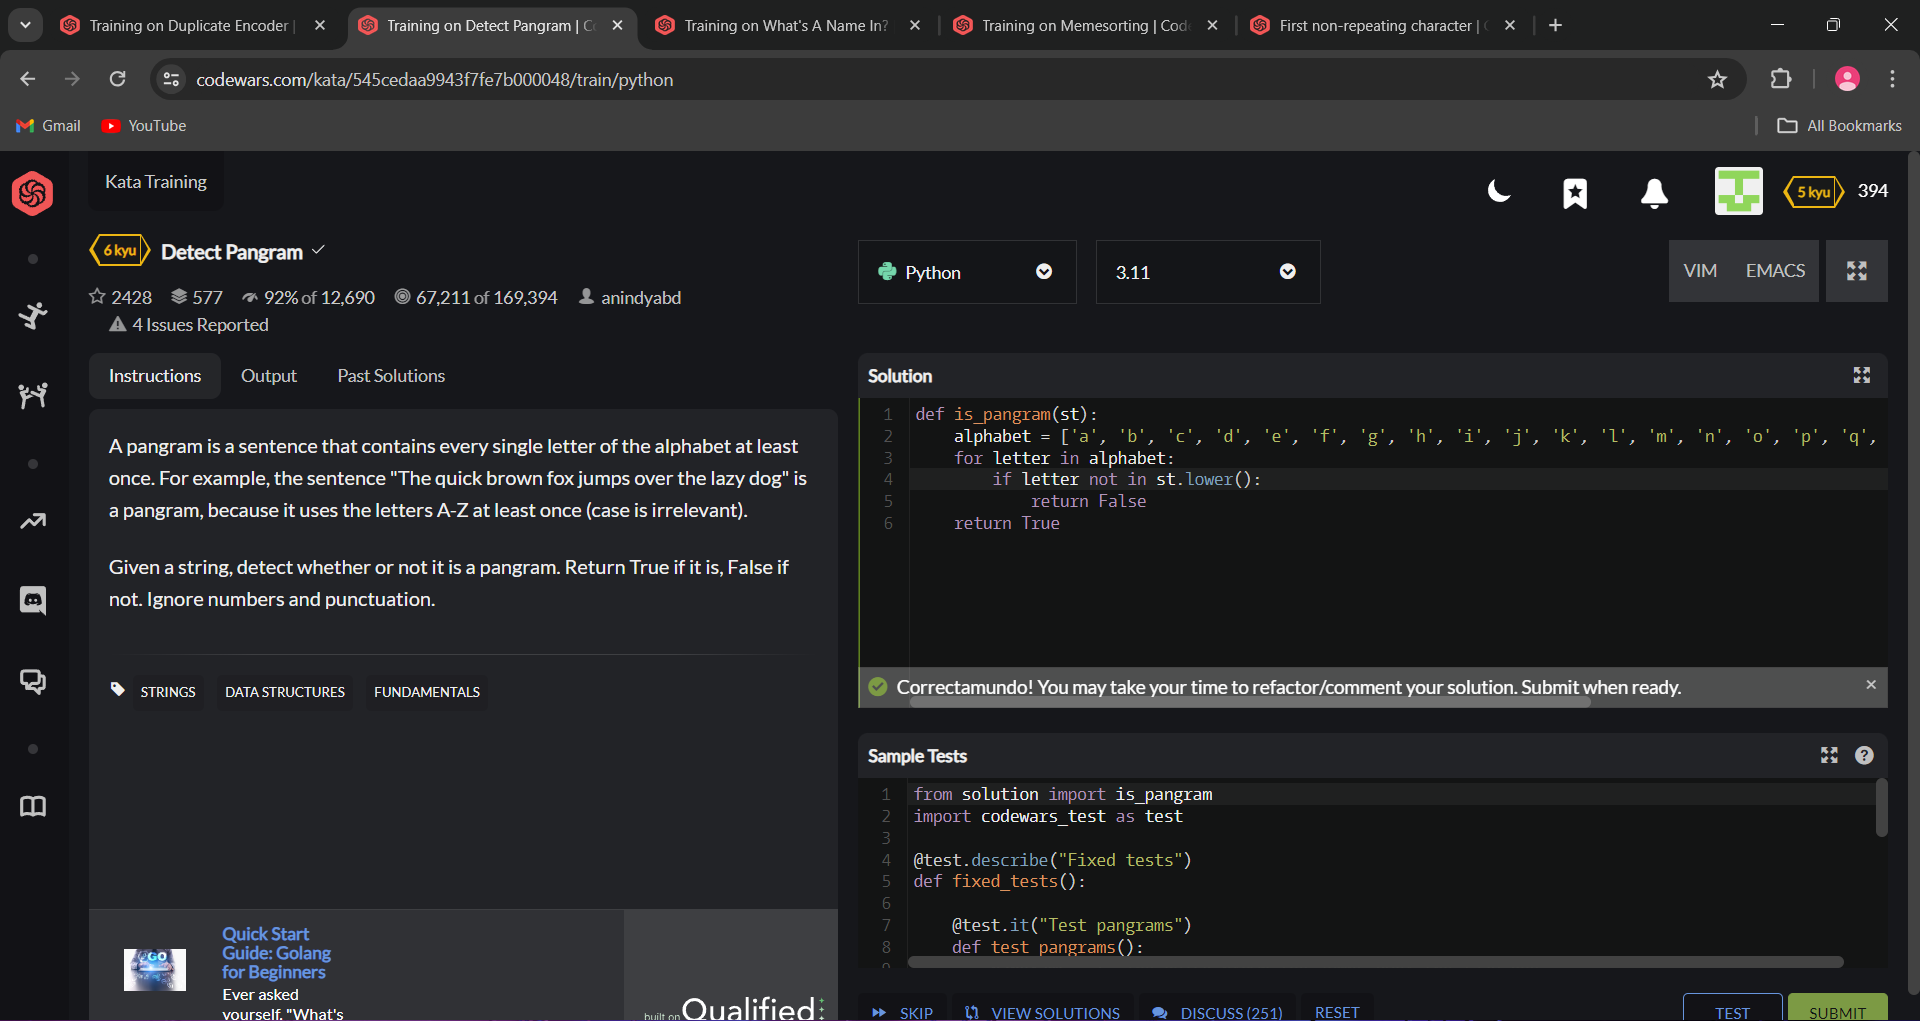 Training on Duplicate Encoder |
Training on Detect Pangram | C
Training on What's A Name In?
Training on Memesorting | Cod
First non-repeating character |
codewars.com/kata/545cedaa9943f7fe7b000048/train/python
Gmail
YouTube
All Bookmarks
Kata Training
5 kyu
394
6 kyu
Detect Pangram
2428
577
92% of 12,690
67,211 of 169,394
anindyabd
4 Issues Reported
Python
3.11
VIM
EMACS
Instructions
Output
Past Solutions
A pangram is a sentence that contains every single letter of the alphabet at least
once. For example, the sentence "The quick brown fox jumps over the lazy dog" is
a pangram, because it uses the letters A-Z at least once (case is irrelevant).
Given a string, detect whether or not it is a pangram. Return True if it is, False if
not. Ignore numbers and punctuation.
STRINGS
DATA STRUCTURES
FUNDAMENTALS
GO
Quick Start
Guide: Golang
for Beginners
Ever asked
yourself, "What's
built on Qualified
Solution
1 def is_pangram(st):
2 alphabet = ['a', 'b', 'c', 'd', 'e', 'f', 'g', 'h', 'i', 'j', 'k', 'l', 'm', 'n', 'o', 'p', 'q',
3 for letter in alphabet:
4 if letter not in st.lower():
5 return False
6 return True
Correctamundo! You may take your time to refactor/comment your solution. Submit when ready.
Sample Tests
1 from solution import is_pangram
2 import codewars_test as test
3
4 @test.describe("Fixed tests")
5 def fixed_tests():
6
7 @test.it("Test pangrams")
8 def test_pangrams():
SKIP
VIEW SOLUTIONS
DISCUSS (251)
RESET
TEST
SUBMIT